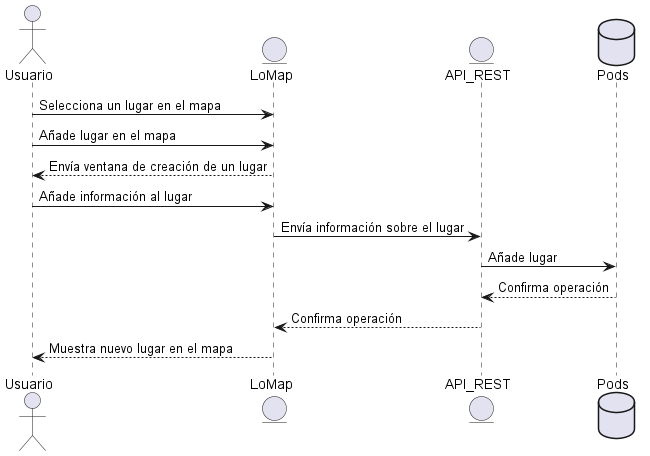 Usuario LoMap API_REST Pods
Selecciona un lugar en el mapa
Añade lugar en el mapa
Envía ventana de creación de un lugar
Añade información al lugar
Envía información sobre el lugar
Añade lugar
Confirma operación
Confirma operación
Muestra nuevo lugar en el mapa
Usuario LoMap API_REST Pods